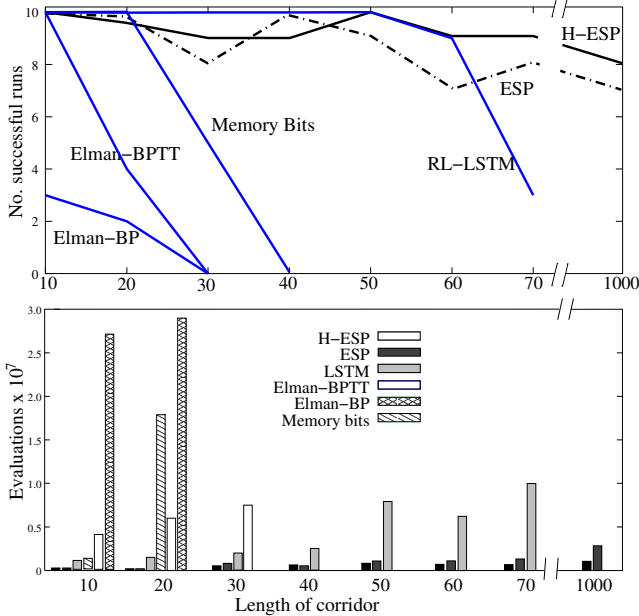 10
8
6
4
2
0
No. successful runs
H−ESP
ESP
Memory Bits
Elman−BPTT
RL−LSTM
Elman−BP
10 20 30 40 50 60 70 1000
3.0
2.5
2.0
1.5
1.0
0.5
0
Evaluations x 10^7
H−ESP
ESP
LSTM
Elman−BPTT
Elman−BP
Memory bits
10 20 30 40 50 60 70 1000
Length of corridor